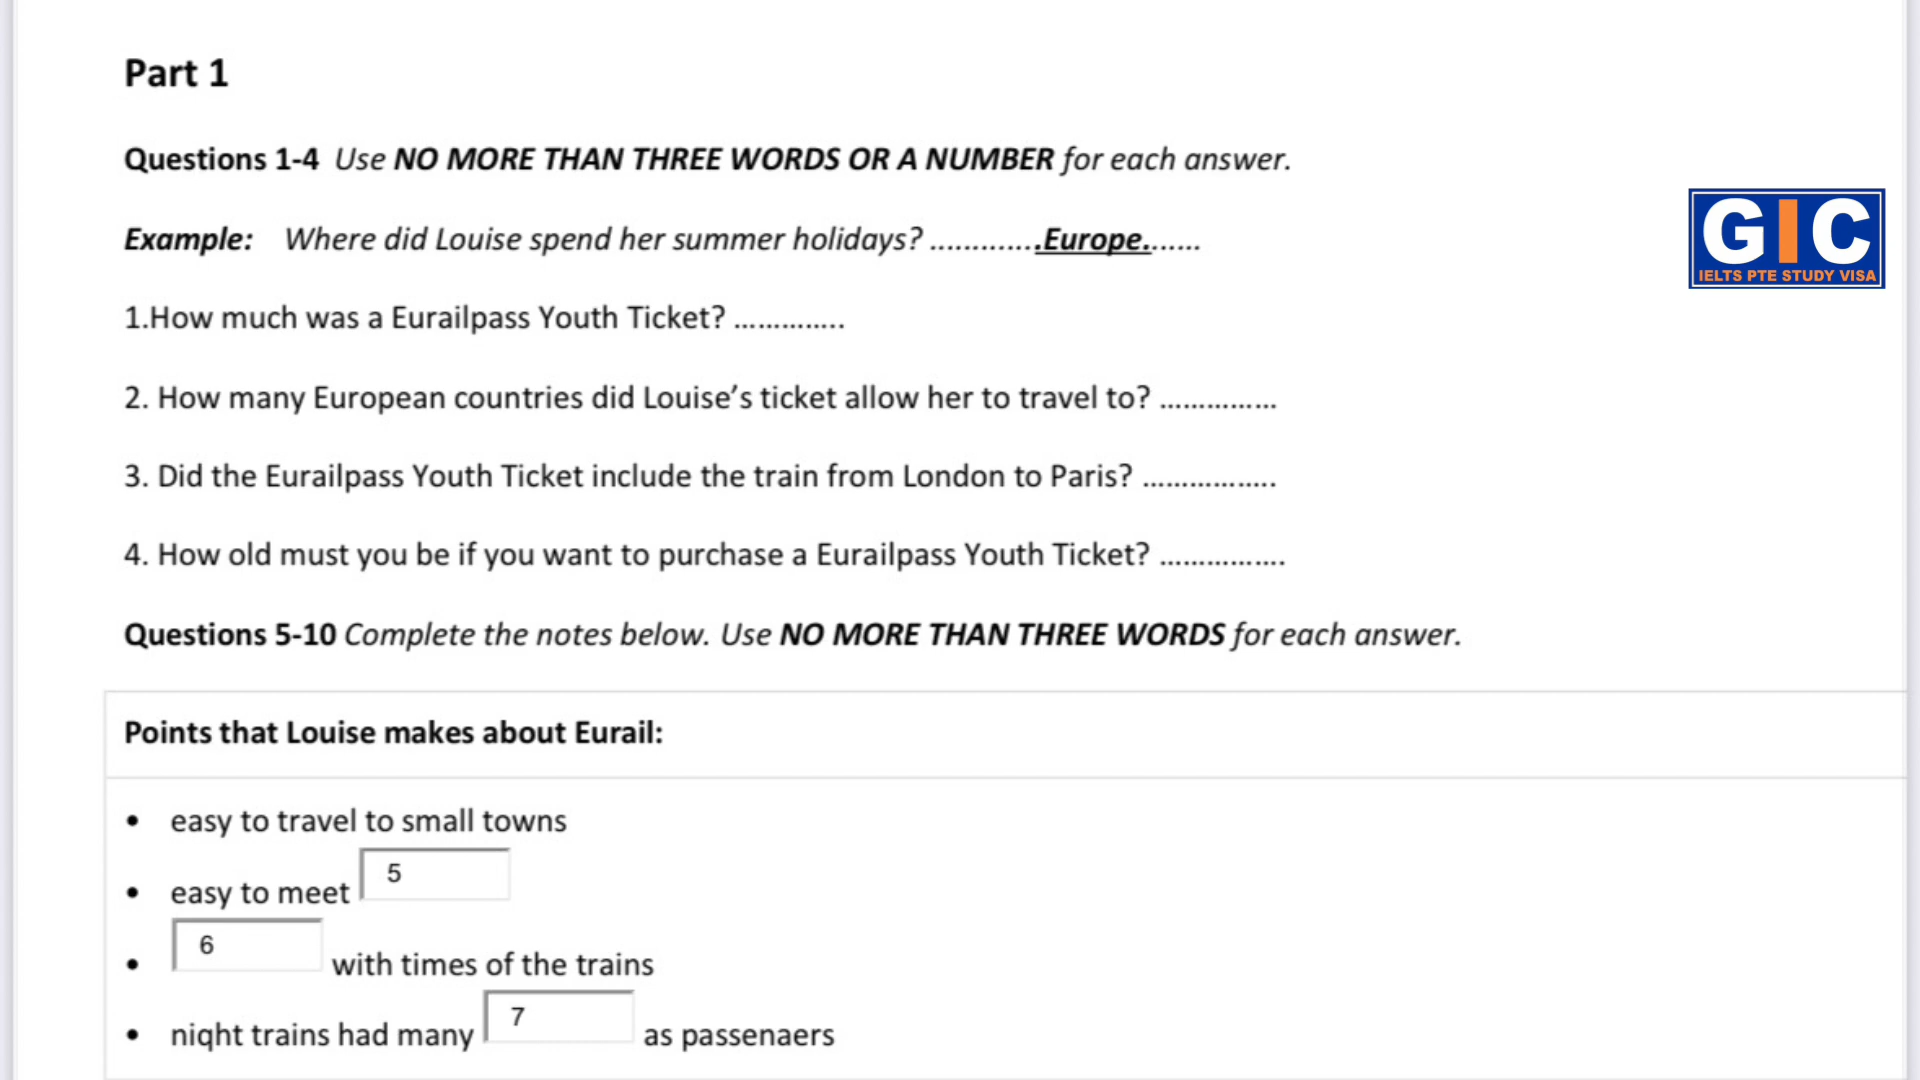 Part 1
Questions 1-4 Use NO MORE THAN THREE WORDS OR A NUMBER for each answer.
Example: Where did Louise spend her summer holidays? .............Europe.......
1.How much was a Eurailpass Youth Ticket? ..............
2. How many European countries did Louise’s ticket allow her to travel to? ...............
3. Did the Eurailpass Youth Ticket include the train from London to Paris? .................
4. How old must you be if you want to purchase a Eurailpass Youth Ticket? ................
Questions 5-10 Complete the notes below. Use NO MORE THAN THREE WORDS for each answer.
Points that Louise makes about Eurail:
• easy to travel to small towns
• easy to meet 5
• 6 with times of the trains
• night trains had many 7 as passengers
GIC
IELTS PTE STUDY VISA